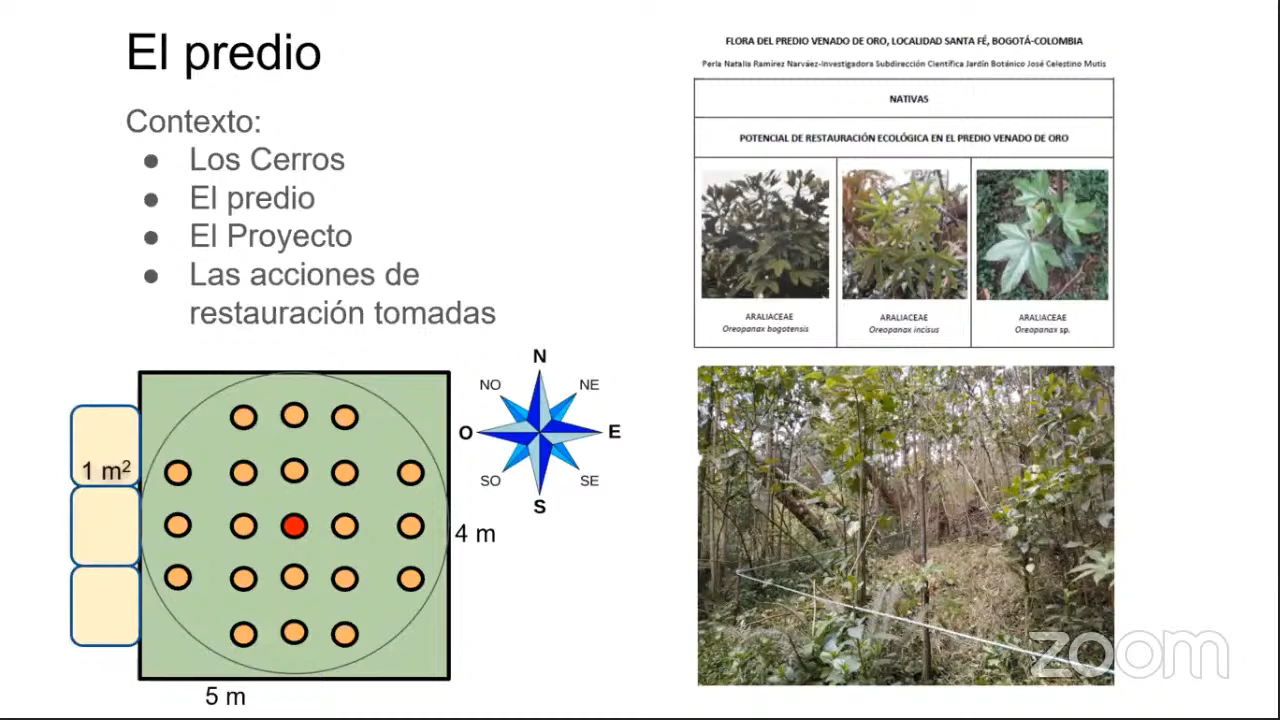 El predio
Contexto:
● Los Cerros
● El predio
● El Proyecto
● Las acciones de
restauración tomadas
1 m²
4 m
5 m
N
NO
NE
O
E
SO
SE
S
FLORA DEL PREDIO VENADO DE ORO, LOCALIDAD SANTA FÉ, BOGOTÁ-COLOMBIA
Perla Natalia Ramírez Narváez-Investigadora Subdirección Científica Jardín Botánico José Celestino Mutis
NATIVAS
POTENCIAL DE RESTAURACIÓN ECOLÓGICA EN EL PREDIO VENADO DE ORO
ARALIACEAE
Oreopanax bogotensis
ARALIACEAE
Oreopanax incisus
ARALIACEAE
Oreopanax sp.
zoom